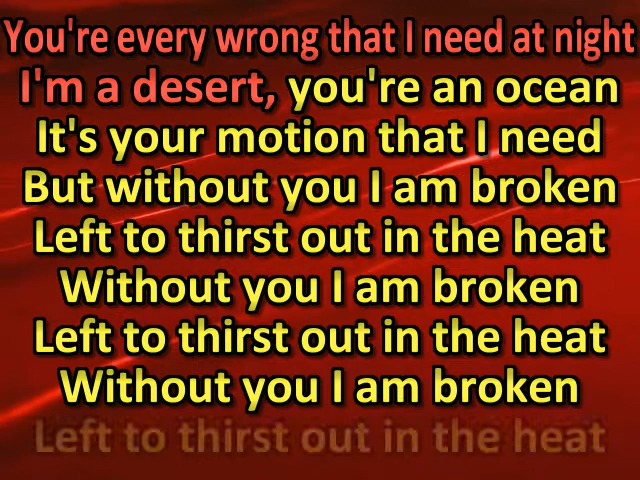 You're every wrong that I need at night
I'm a desert, you're an ocean
It's your motion that I need
But without you I am broken
Left to thirst out in the heat
Without you I am broken
Left to thirst out in the heat
Without you I am broken
Left to thirst out in the heat